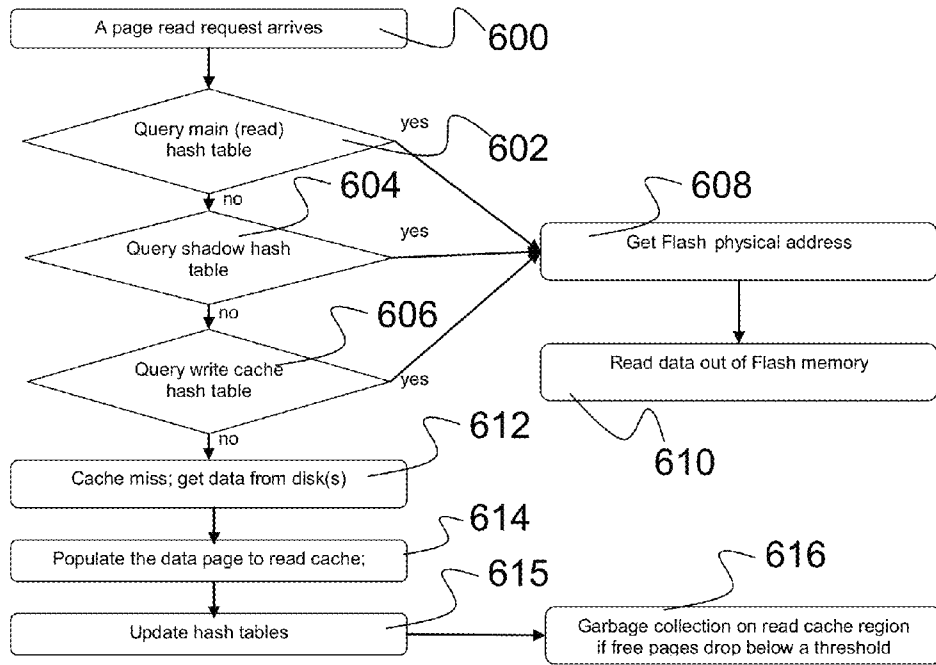 A page read request arrives
600
Query main (read)
hash table
yes
602
no
604
Query shadow hash
table
yes
608
Get Flash physical address
no
606
Query write cache
hash table
yes
Read data out of Flash memory
610
no
612
Cache miss; get data from disk(s)
614
Populate the data page to read cache;
615
Update hash tables
616
Garbage collection on read cache region
if free pages drop below a threshold